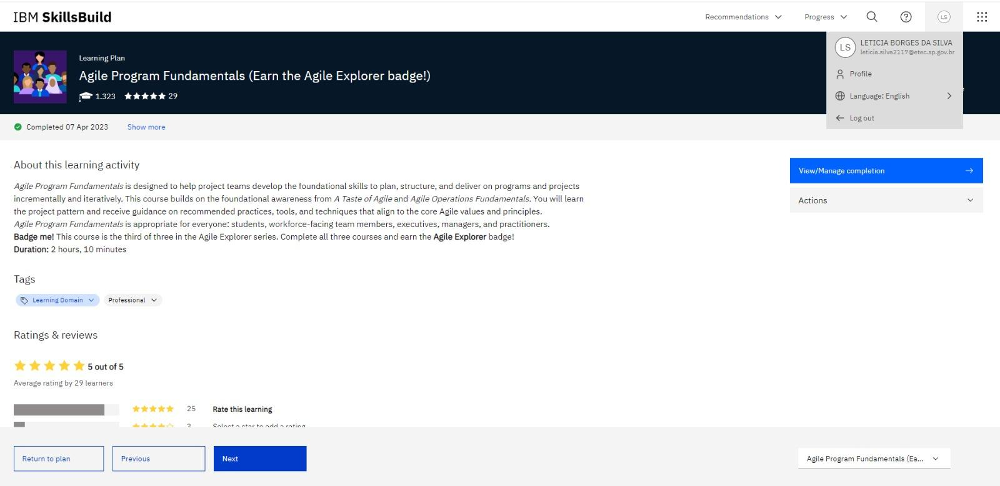 IBM SkillsBuild
Recommendations
Progress
LS
LS
LETICIA BORGES DA SILVA
leticia.silva2117@etec.sp.gov.br
Profile
Language: English
Log out
Learning Plan
Agile Program Fundamentals (Earn the Agile Explorer badge!)
1.323
29
Completed 07 Apr 2023
Show more
About this learning activity
Agile Program Fundamentals is designed to help project teams develop the foundational skills to plan, structure, and deliver on programs and projects
incrementally and iteratively. This course builds on the foundational awareness from A Taste of Agile and Agile Operations Fundamentals. You will learn
the project pattern and receive guidance on recommended practices, tools, and techniques that align to the core Agile values and principles.
Agile Program Fundamentals is appropriate for everyone: students, workforce-facing team members, executives, managers, and practitioners.
Badge me! This course is the third of three in the Agile Explorer series. Complete all three courses and earn the Agile Explorer badge!
Duration: 2 hours, 10 minutes
View/Manage completion
Actions
Tags
Learning Domain
Professional
Ratings & reviews
5 out of 5
Average rating by 29 learners
25
Rate this learning
3
Select a star to add a rating
Return to plan
Previous
Next
Agile Program Fundamentals (Ea...